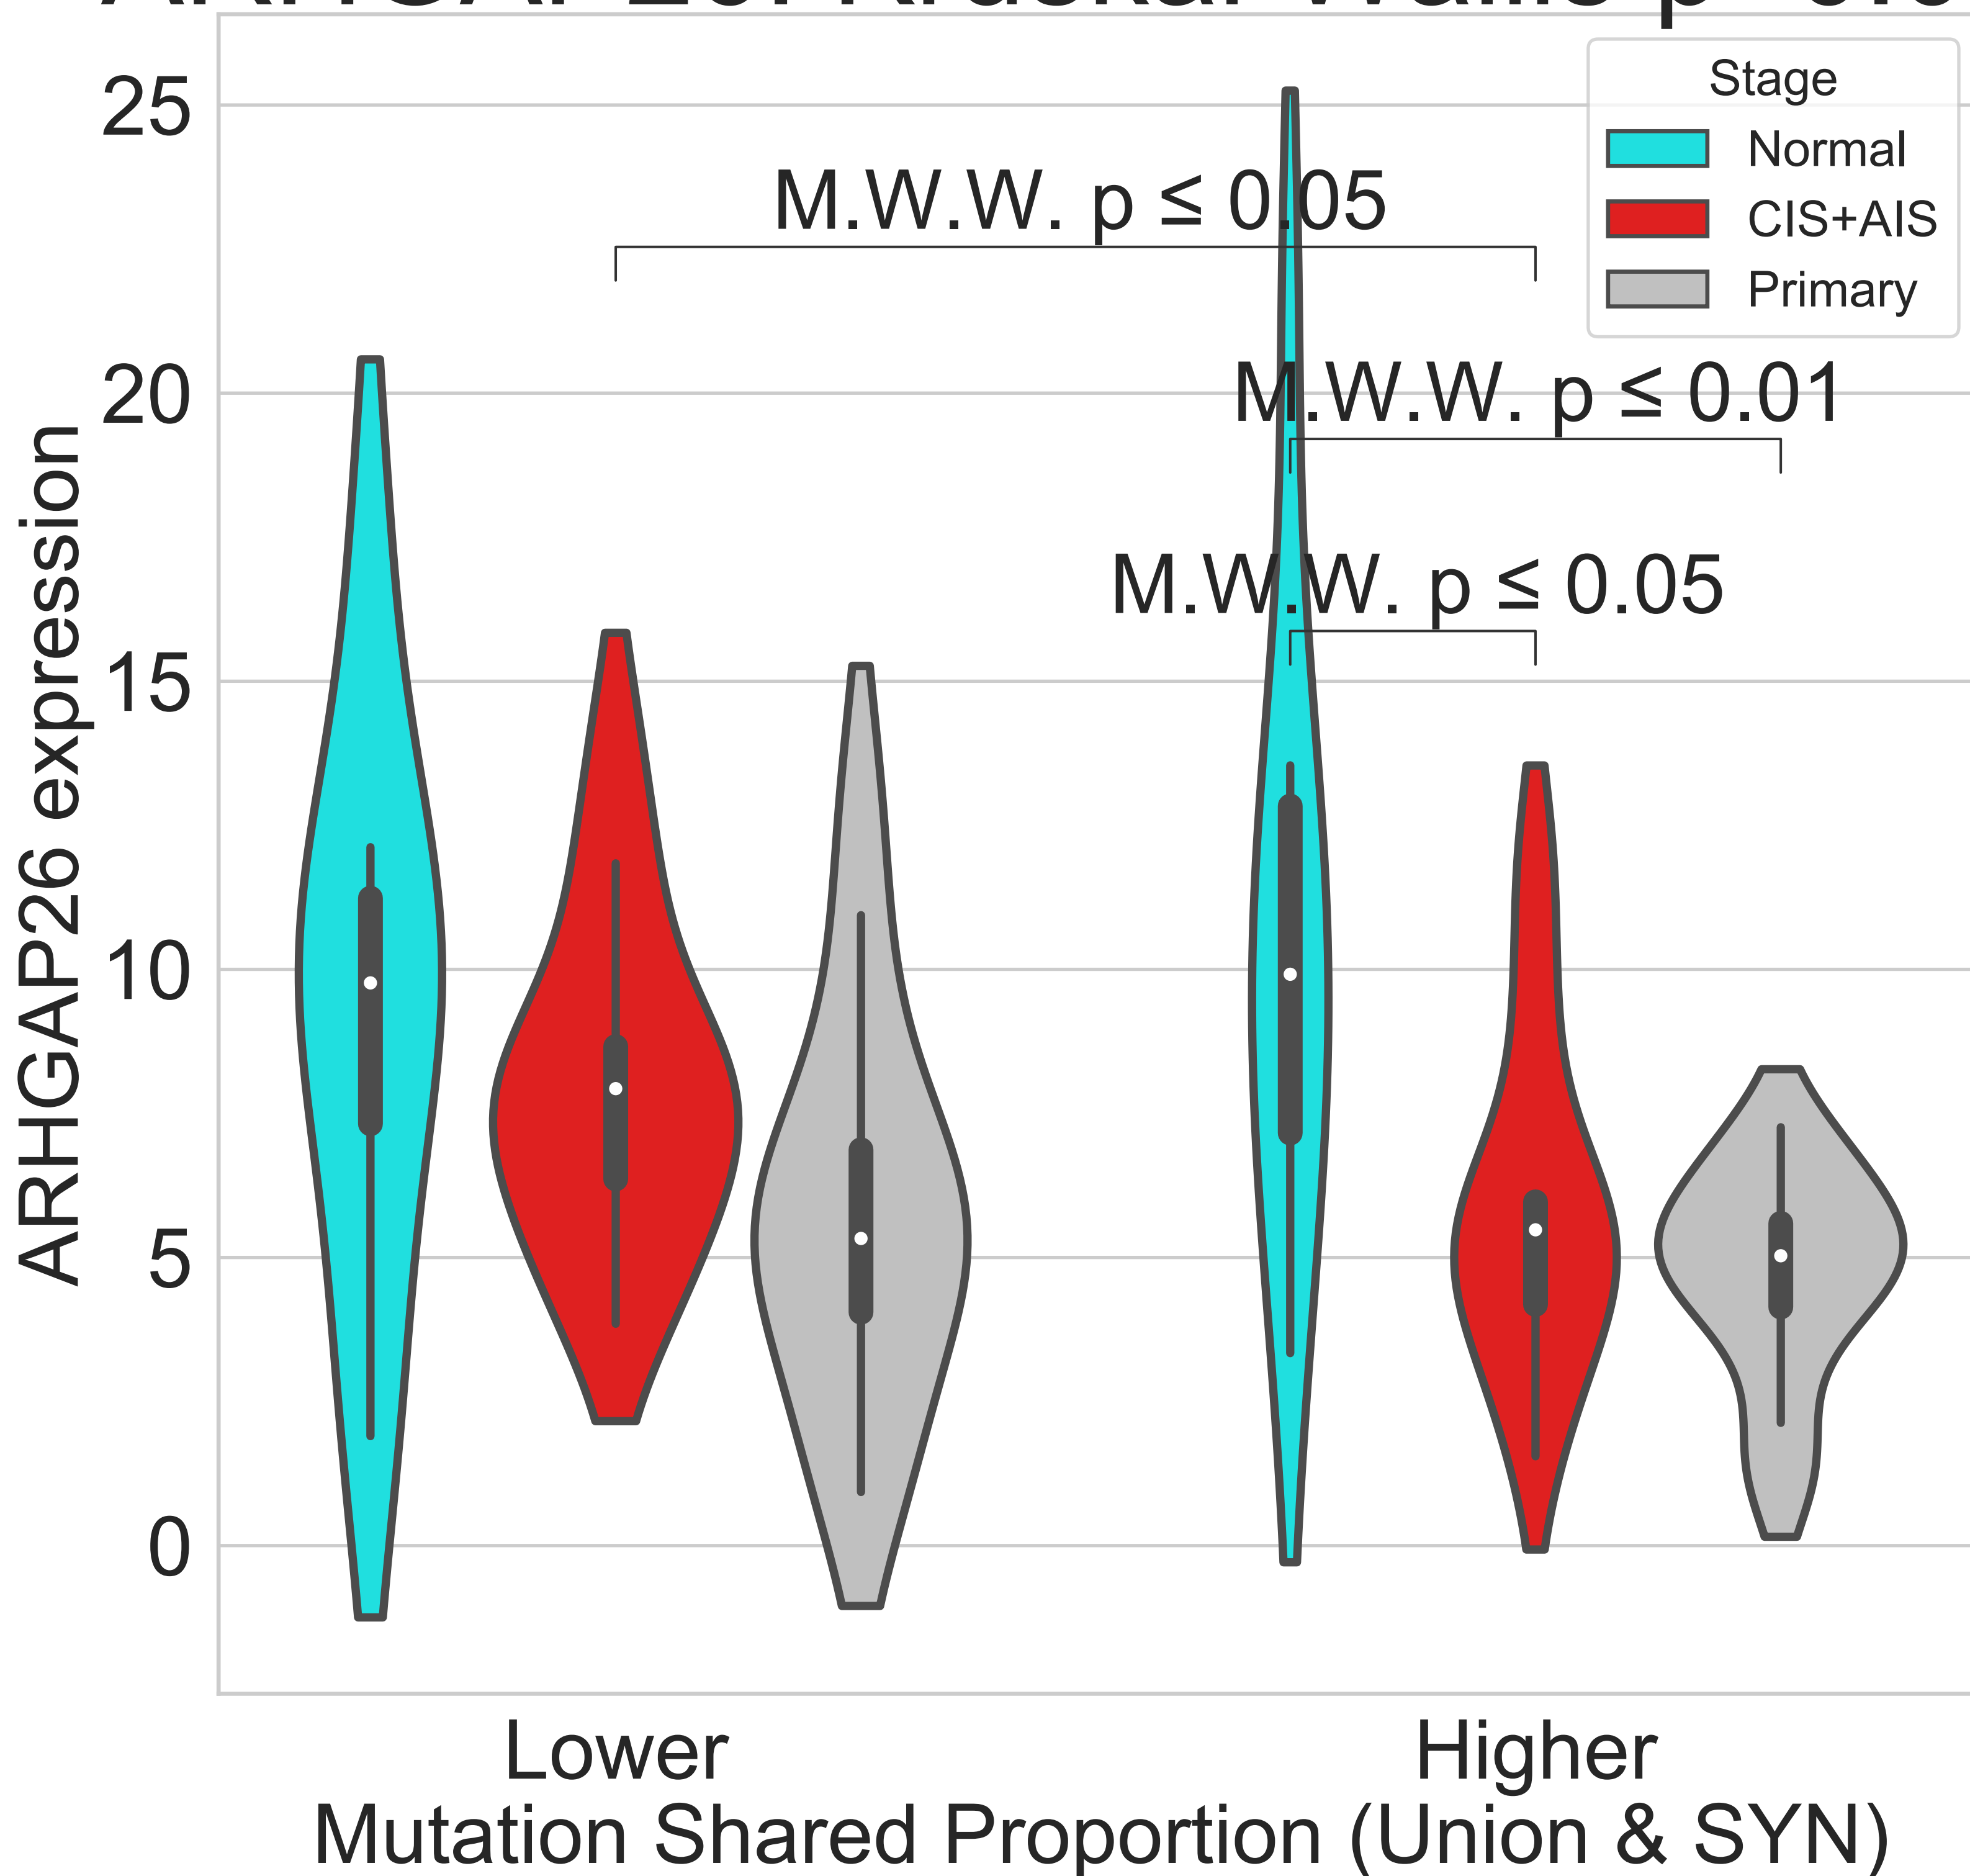 25
20
15
10
5
0
ARHGAP26 expression
Stage
Normal
CIS+AIS
Primary
M.W.W. p ≤ 0.05
M.W.W. p ≤ 0.01
M.W.W. p ≤ 0.05
Lower
Higher
Mutation Shared Proportion (Union & SYN)